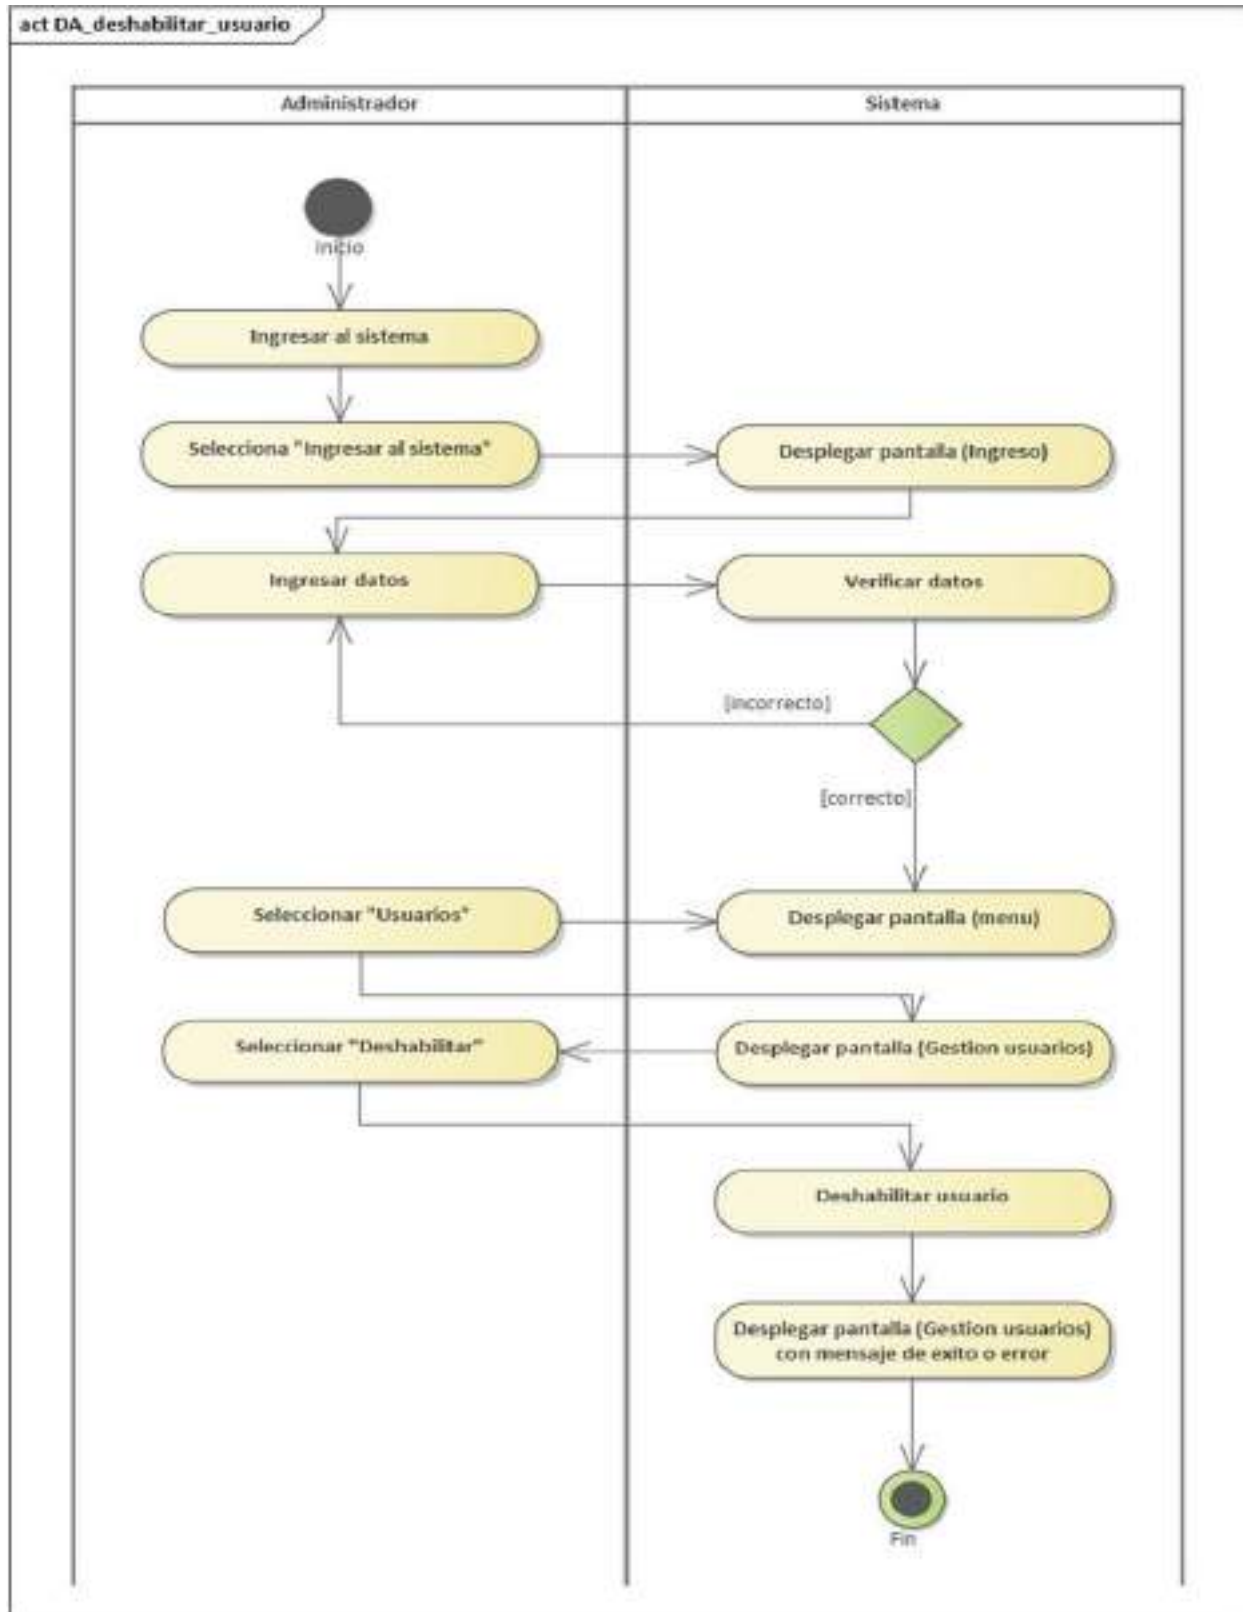 act DA_deshabilitar_usuario
Administrador
Sistema
Inicio
Ingresar al sistema
Selecciona "Ingresar al sistema"
Desplegar pantalla (Ingreso)
Ingresar datos
Verificar datos
[incorrecto]
[correcto]
Seleccionar "Usuarios"
Desplegar pantalla (menu)
Seleccionar "Deshabilitar"
Desplegar pantalla (Gestion usuarios)
Deshabilitar usuario
Desplegar pantalla (Gestion usuarios)
con mensaje de exito o error
Fin